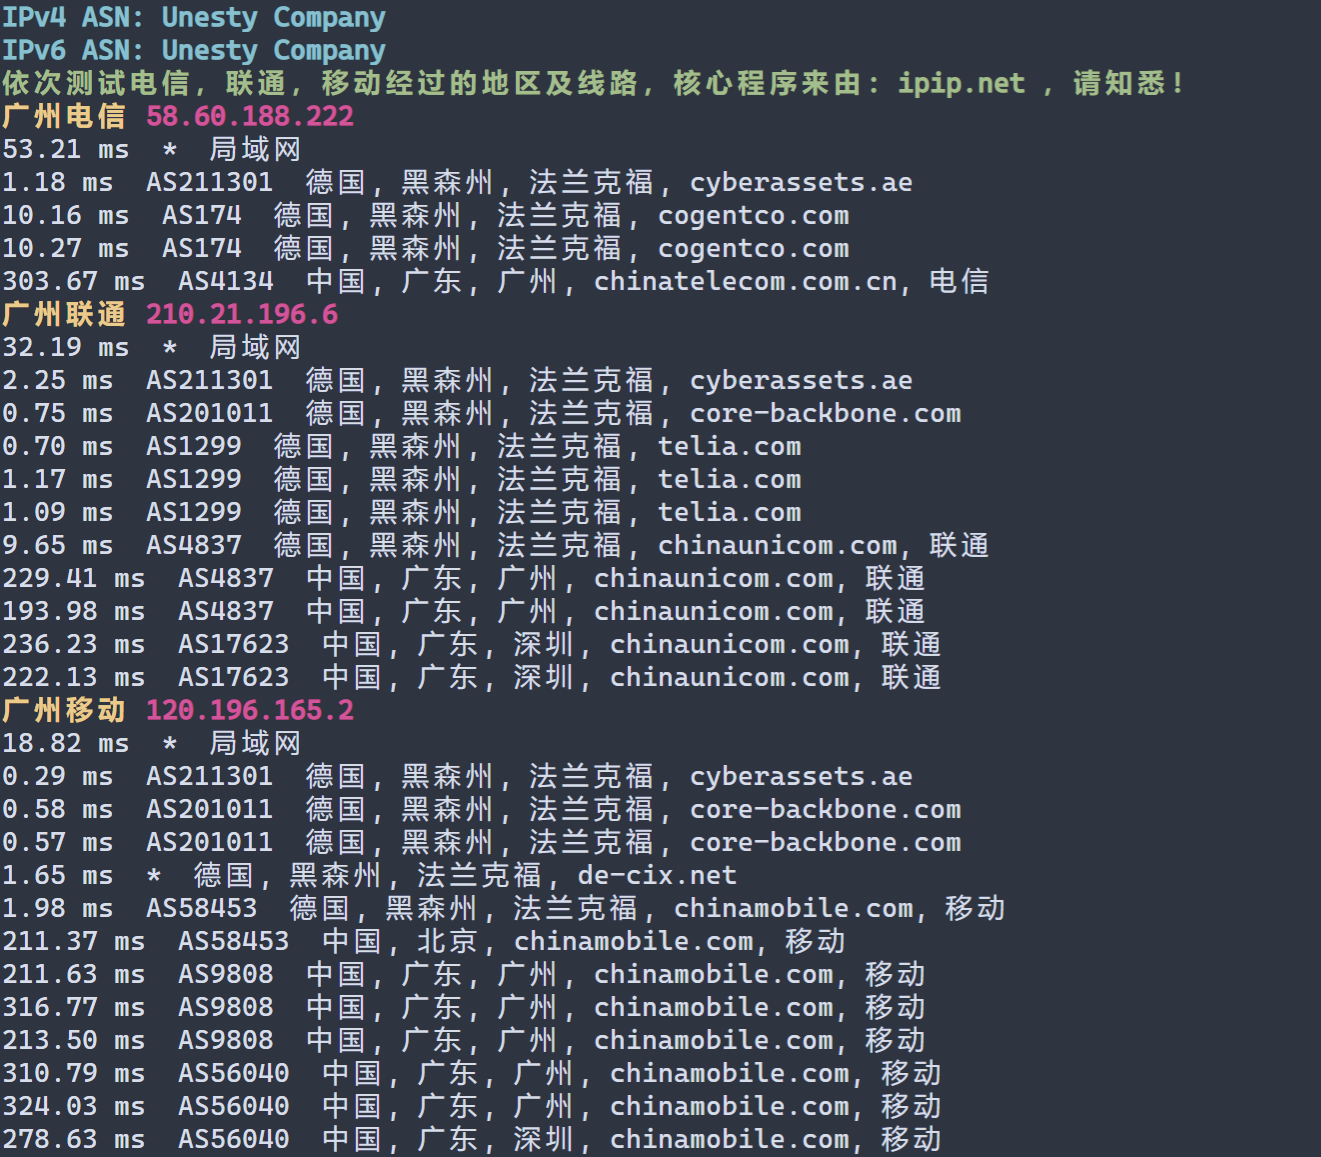 IPv4 ASN: Unesty Company
IPv6 ASN: Unesty Company
依次测试电信，联通，移动经过的地区及线路，核心程序来由：ipip.net ，请知悉！
广州电信 58.60.188.222
53.21 ms  *  局域网
1.18 ms  AS211301  德国，黑森州，法兰克福，cyberassets.ae
10.16 ms  AS174  德国，黑森州，法兰克福，cogentco.com
10.27 ms  AS174  德国，黑森州，法兰克福，cogentco.com
303.67 ms  AS4134  中国，广东，广州，chinatelecom.com.cn，电信
广州联通 210.21.196.6
32.19 ms  *  局域网
2.25 ms  AS211301  德国，黑森州，法兰克福，cyberassets.ae
0.75 ms  AS201011  德国，黑森州，法兰克福，core-backbone.com
0.70 ms  AS1299  德国，黑森州，法兰克福，telia.com
1.17 ms  AS1299  德国，黑森州，法兰克福，telia.com
1.09 ms  AS1299  德国，黑森州，法兰克福，telia.com
9.65 ms  AS4837  德国，黑森州，法兰克福，chinaunicom.com，联通
229.41 ms  AS4837  中国，广东，广州，chinaunicom.com，联通
193.98 ms  AS4837  中国，广东，广州，chinaunicom.com，联通
236.23 ms  AS17623  中国，广东，深圳，chinaunicom.com，联通
222.13 ms  AS17623  中国，广东，深圳，chinaunicom.com，联通
广州移动 120.196.165.2
18.82 ms  *  局域网
0.29 ms  AS211301  德国，黑森州，法兰克福，cyberassets.ae
0.58 ms  AS201011  德国，黑森州，法兰克福，core-backbone.com
0.57 ms  AS201011  德国，黑森州，法兰克福，core-backbone.com
1.65 ms  *  德国，黑森州，法兰克福，de-cix.net
1.98 ms  AS58453  德国，黑森州，法兰克福，chinamobile.com，移动
211.37 ms  AS58453  中国，北京，chinamobile.com，移动
211.63 ms  AS9808  中国，广东，广州，chinamobile.com，移动
316.77 ms  AS9808  中国，广东，广州，chinamobile.com，移动
213.50 ms  AS9808  中国，广东，广州，chinamobile.com，移动
310.79 ms  AS56040  中国，广东，广州，chinamobile.com，移动
324.03 ms  AS56040  中国，广东，广州，chinamobile.com，移动
278.63 ms  AS56040  中国，广东，深圳，chinamobile.com，移动